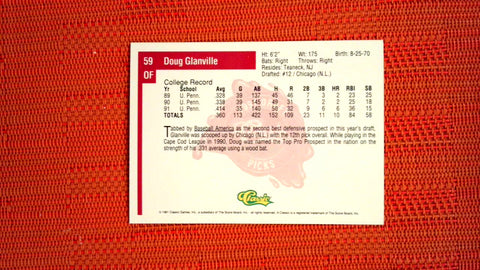 59
OF
Doug Glanville
Ht: 6'2" Wt: 175 Birth: 8-25-70
Bats: Right Throws: Right
Resides: Teaneck, NJ
Drafted: #12 / Chicago (N.L.)
College Record
Yr School Avg G AB R H 2B 3B HR RBI SB
89 U. Penn. .328 39 137 45 46 7 3 2 23 25
90 U. Penn. .338 39 145 49 31 7 2 3 25 18
91 U. Penn. .414 35 140 58 32 9 6 36 15
TOTALS .360 113 422 152 109 23 11 10 84 58
Tabbed by Baseball America as the second best defensive prospect in this year's draft,
Glanville was scooped up by Chicago (N.L.) with the 12th pick overall. While playing in the
Cape Cod League in 1990, Doug was named the Top Pro Prospect in the nation on the
strength of his .331 average using a wood bat.
PICKS
Classic
© 1991 Classic Games, Inc. a subsidiary of The Score Board, Inc. all rights reserved. Classic is a registered trademark of The Score Board, Inc.